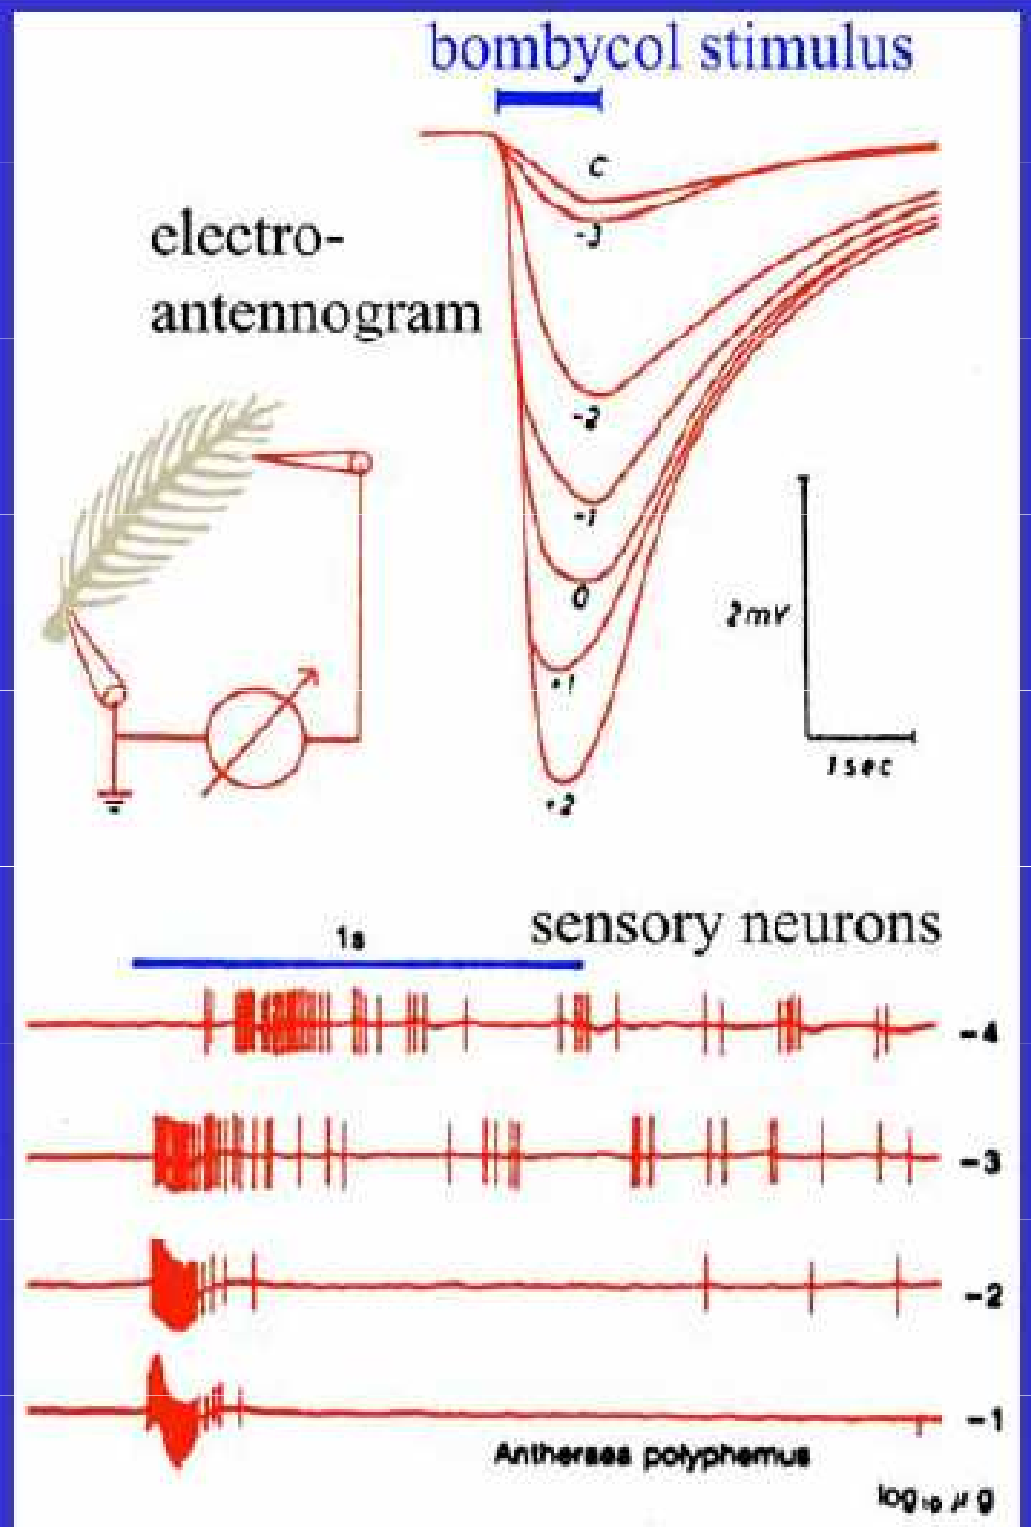 bombycol stimulus
C
-3
electro-
antennogram
-2
-1
0
2mV
+1
1sec
+2
sensory neurons
1s
-4
-3
-2
-1
Antheraea polyphemus
log₁₀ μg